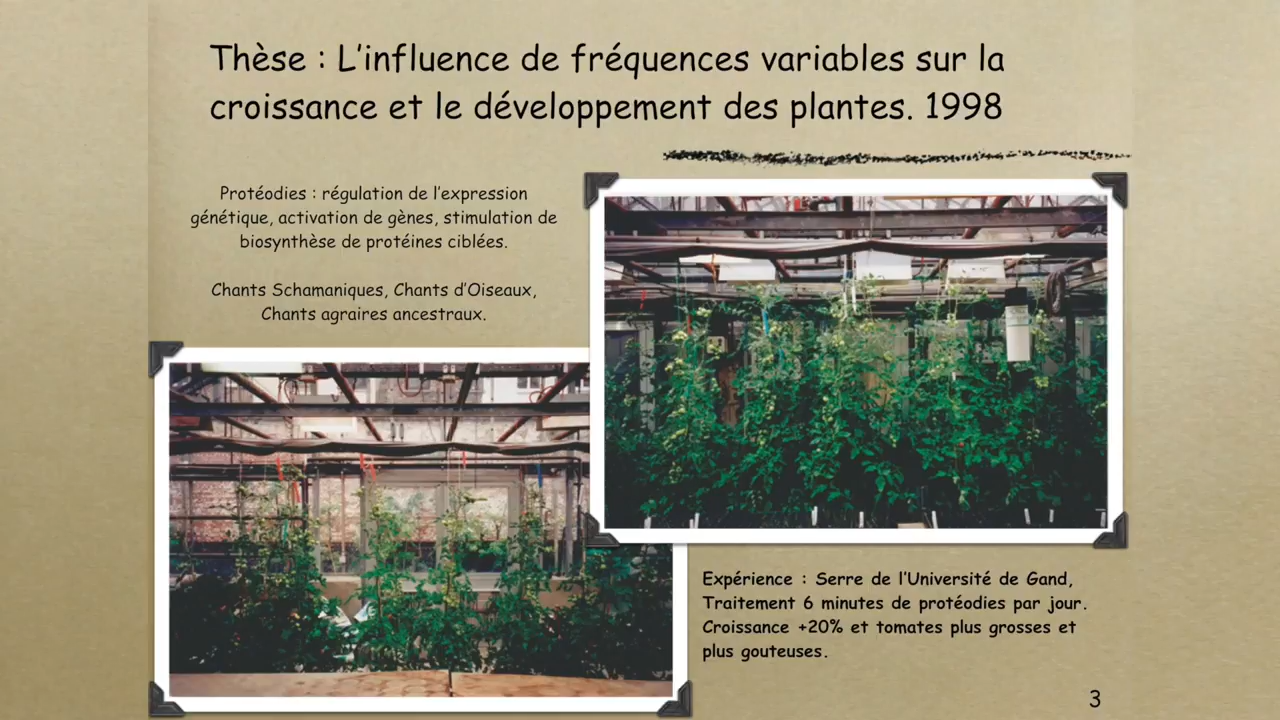 Thèse : L'influence de fréquences variables sur la
croissance et le développement des plantes. 1998
Protéodies : régulation de l'expression
génétique, activation de gènes, stimulation de
biosynthèse de protéines ciblées.
Chants Schamaniques, Chants d'Oiseaux,
Chants agraires ancestraux.
Expérience : Serre de l'Université de Gand,
Traitement 6 minutes de protéodies par jour.
Croissance +20% et tomates plus grosses et
plus gouteuses.
3